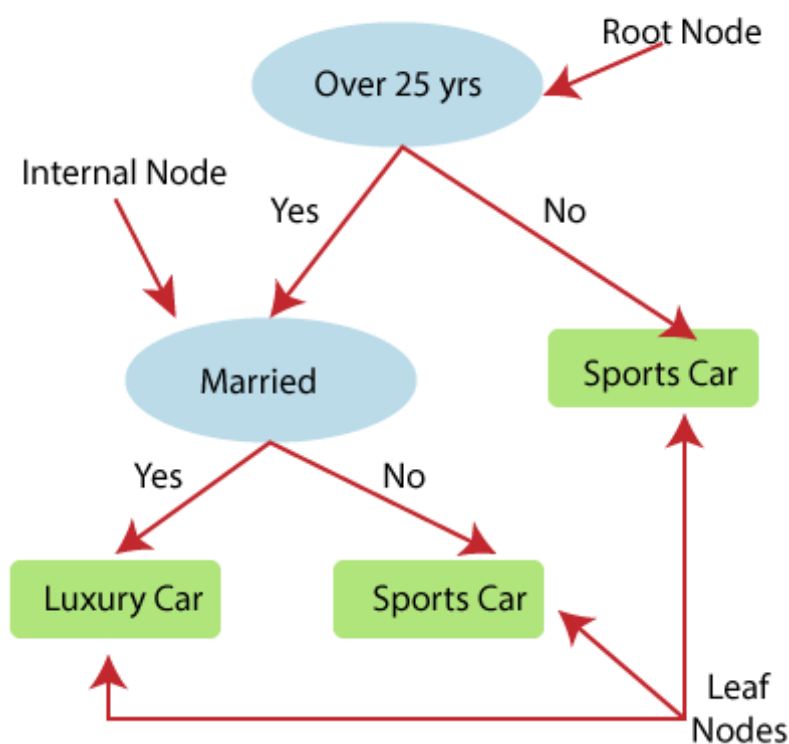 Root Node
Over 25 yrs
Internal Node
Yes
No
Married
Sports Car
Yes
No
Luxury Car
Sports Car
Leaf
Nodes